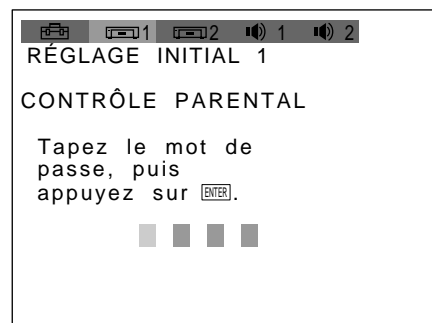 1 2 1 2
RÉGLAGE INITIAL 1
CONTRÔLE PARENTAL
Tapez le mot de
passe, puis
appuyez sur ENTER.